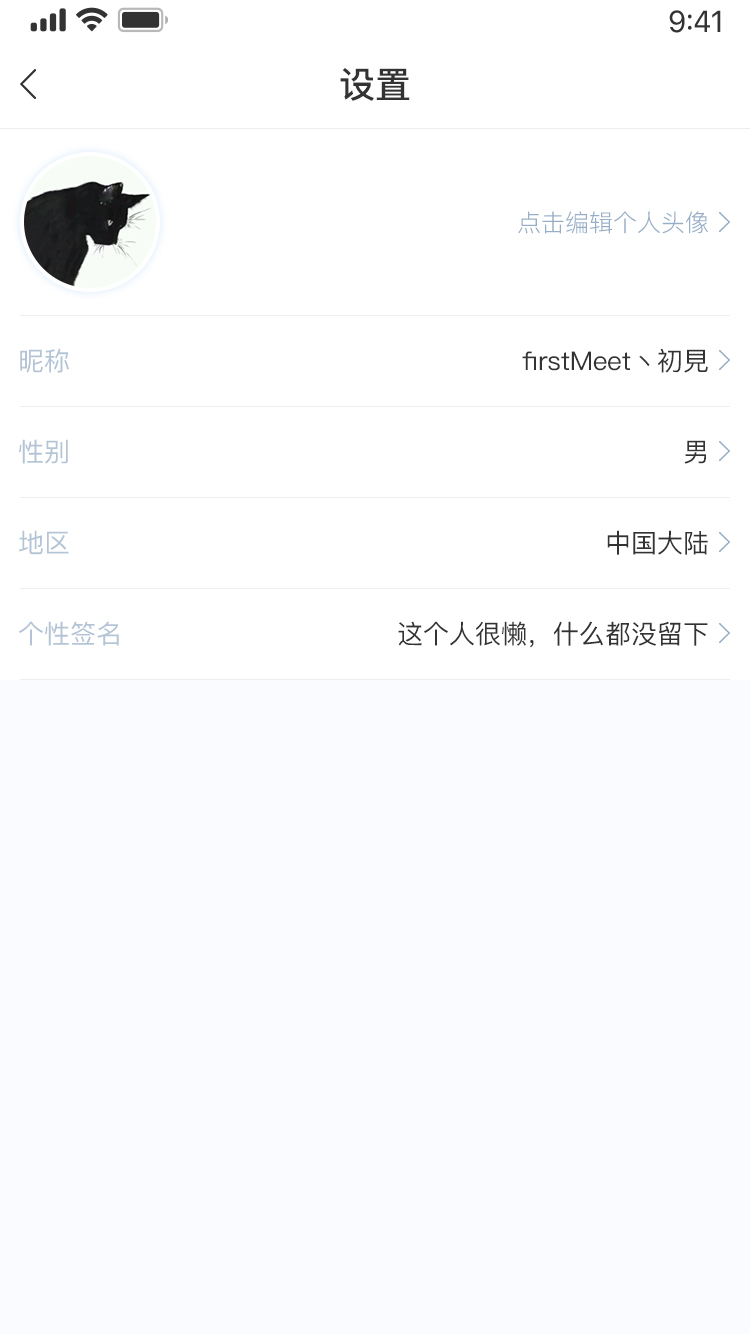 9:41
设置
点击编辑个人头像
昵称 firstMeet丶初見
性别 男
地区 中国大陆
个性签名 这个人很懒，什么都没留下